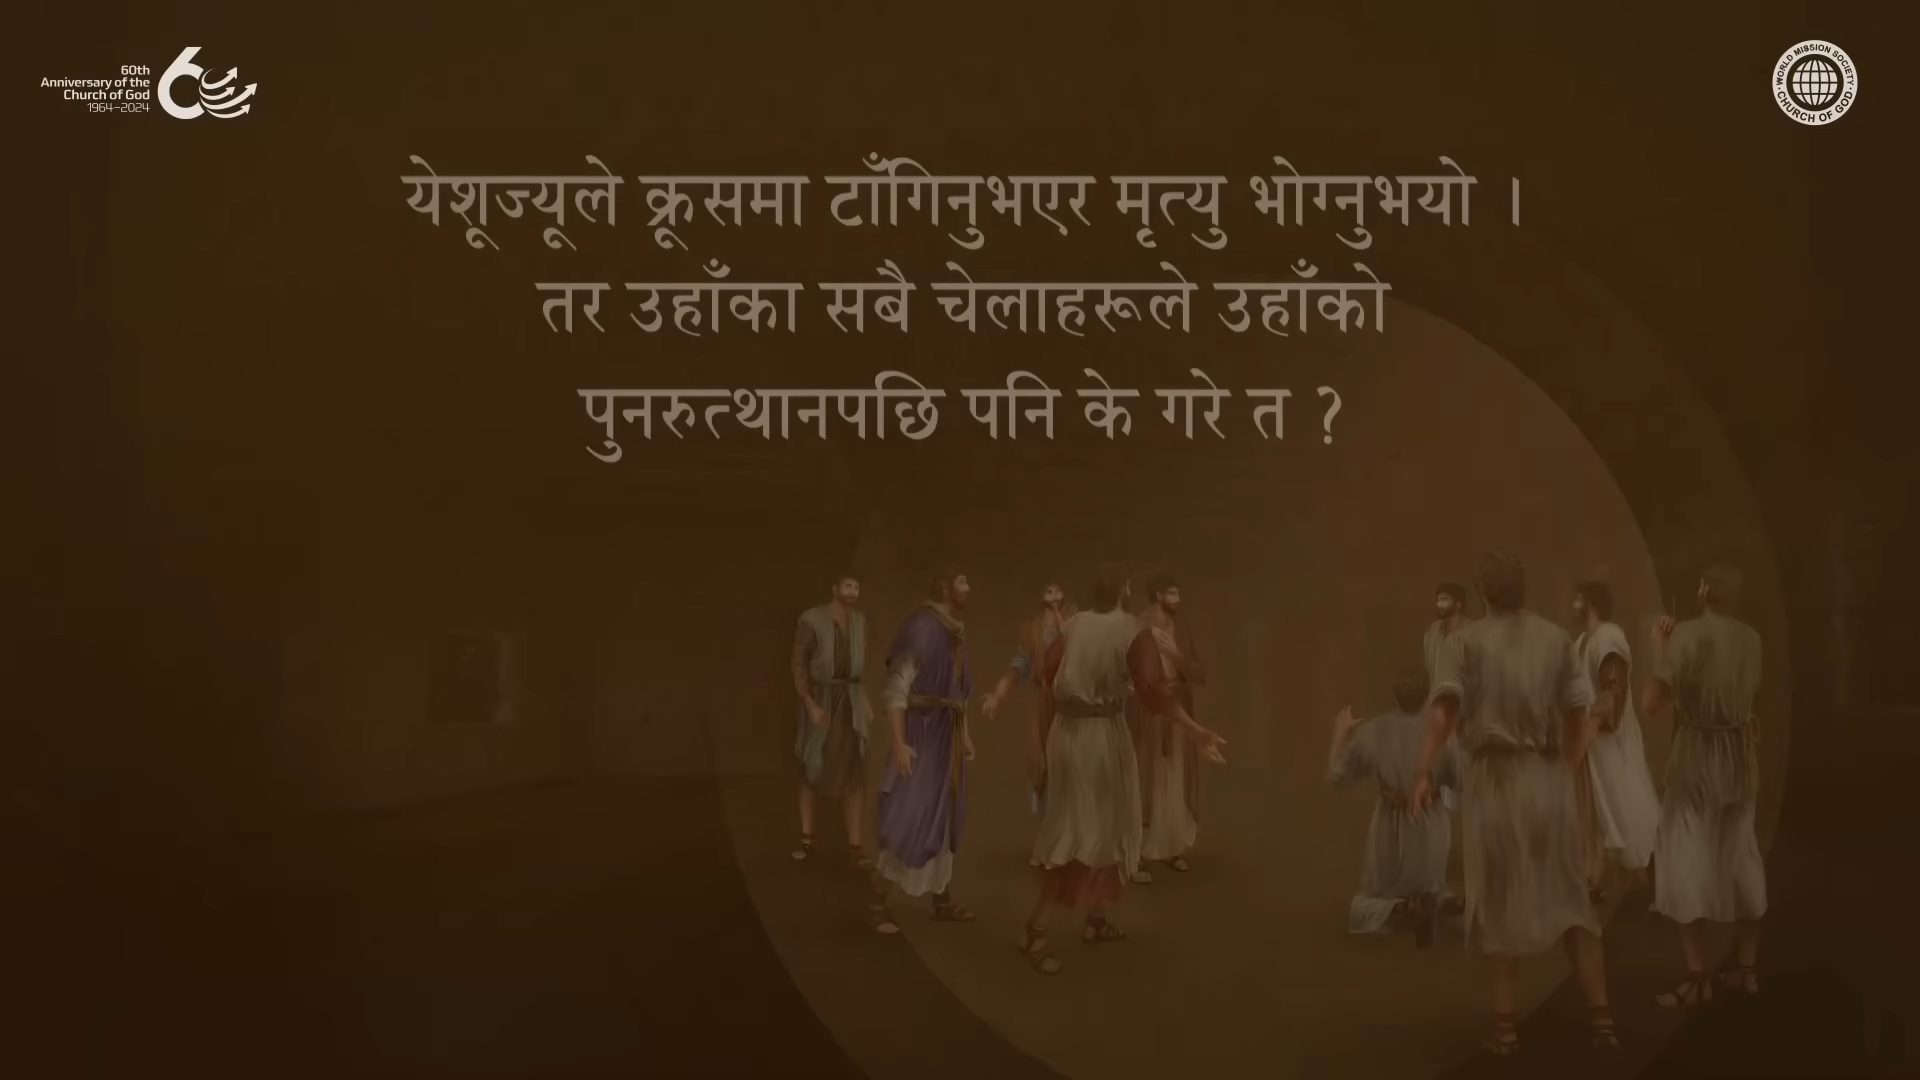 60th
Anniversary of the
Church of God
1964–2024
60
WORLD MISSION SOCIETY
CHURCH OF GOD
येशूज्यूले क्रूसमा टाँगिनुभएर मृत्यु भोग्नुभयो ।
तर उहाँका सबै चेलाहरूले उहाँको
पुनरुत्थानपछि पनि के गरे त ?